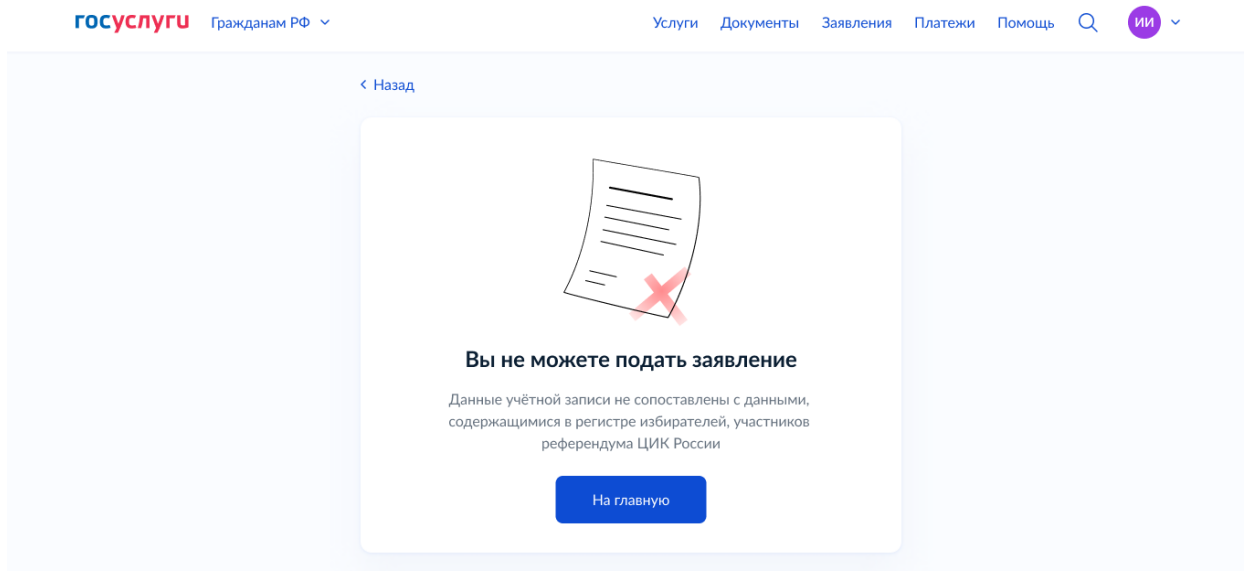 госуслуги Гражданам РФ Услуги Документы Заявления Платежи Помощь ИИ
Назад
Вы не можете подать заявление
Данные учётной записи не сопоставлены с данными,
содержащимися в регистре избирателей, участников
референдума ЦИК России
На главную